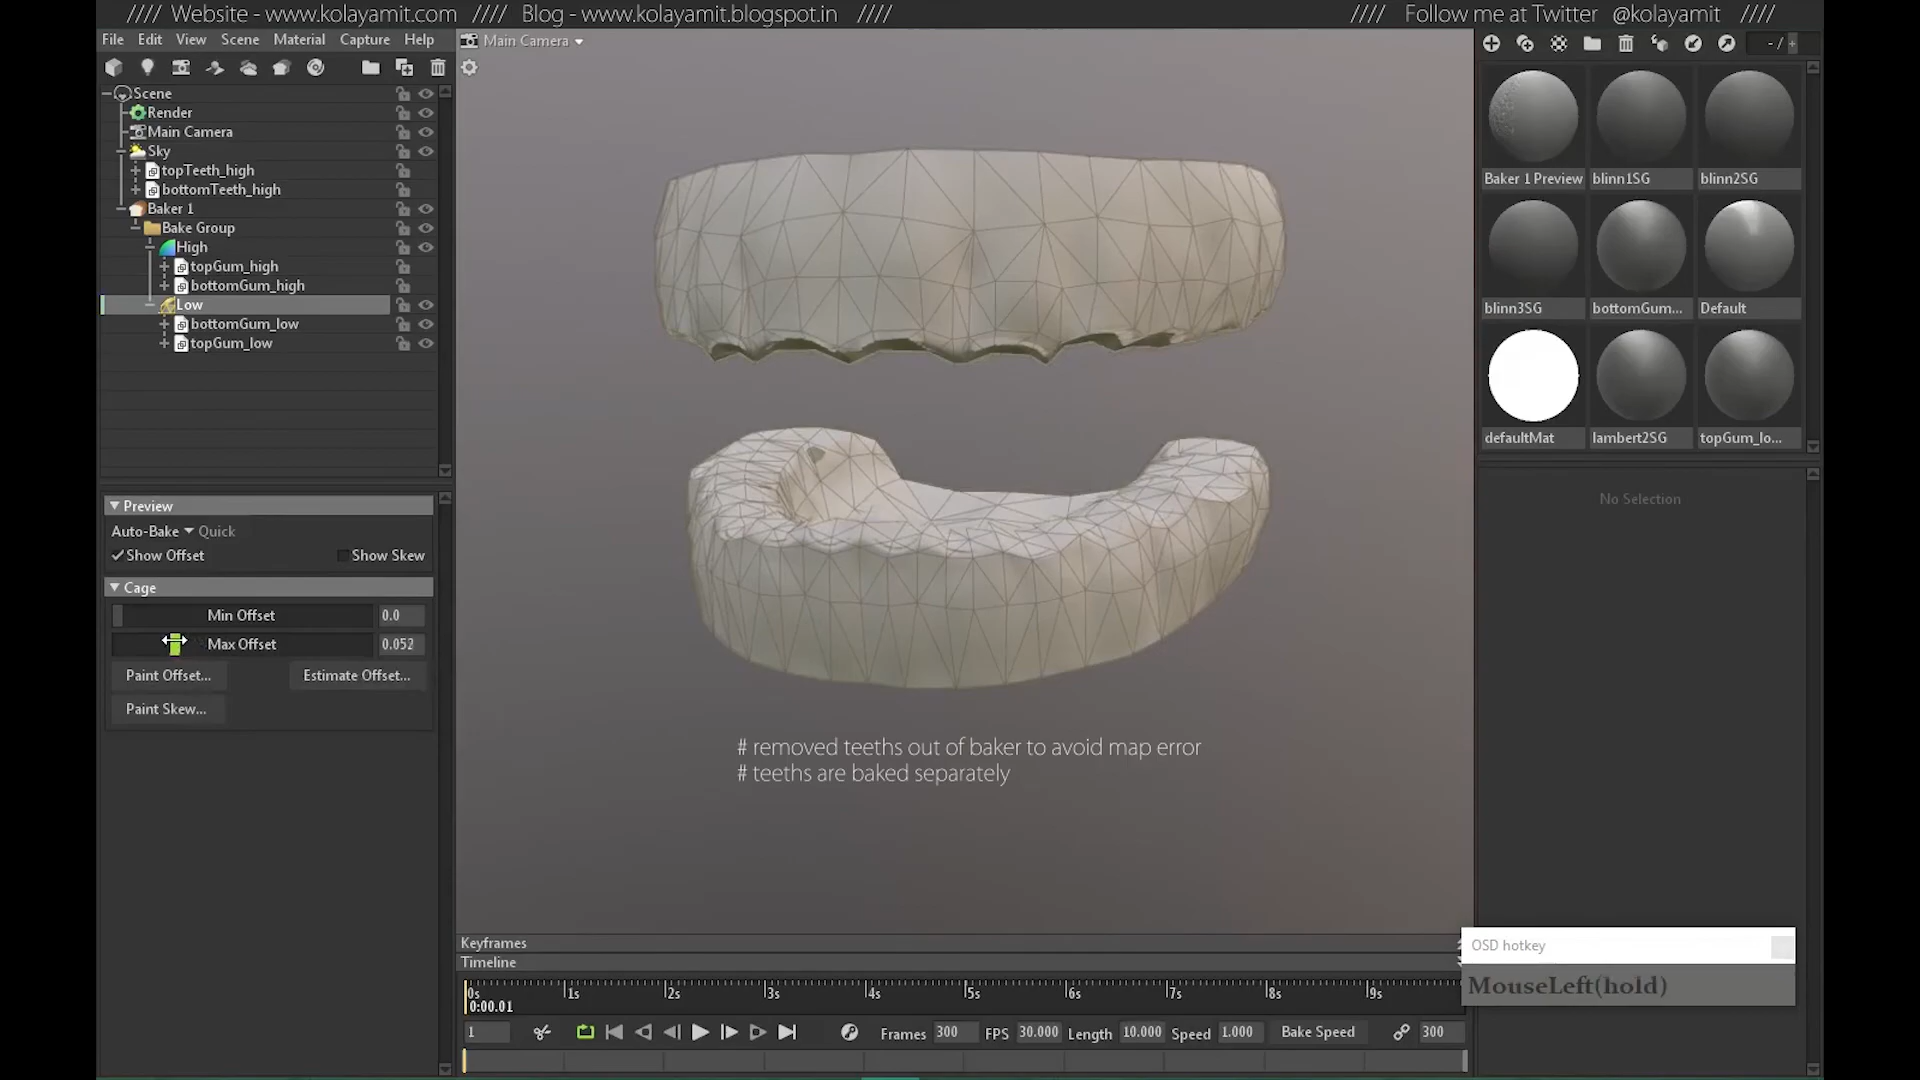 //// Website - www.kolayamit.com //// Blog - www.kolayamit.blogspot.in ////
//// Follow me at Twitter @kolayamit ////
File Edit View Scene Material Capture Help
Main Camera
- / +
Scene
Render
Main Camera
Sky
topTeeth_high
bottomTeeth_high
Baker 1
Bake Group
High
topGum_high
bottomGum_high
Low
bottomGum_low
topGum_low
Baker 1 Preview blinn1SG blinn2SG
blinn3SG bottomGum... Default
defaultMat lambert2SG topGum_lo...
No Selection
Preview
Auto-Bake Quick
Show Offset Show Skew
Cage
Min Offset 0.0
Max Offset 0.052
Paint Offset... Estimate Offset...
Paint Skew...
# removed teeths out of baker to avoid map error
# teeths are baked separately
Keyframes
Timeline
0s 1s 2s 3s 4s 5s 6s 7s 8s 9s
0:00.01
1 Frames 300 FPS 30.000 Length 10.000 Speed 1.000 Bake Speed 300
OSD hotkey
MouseLeft(hold)